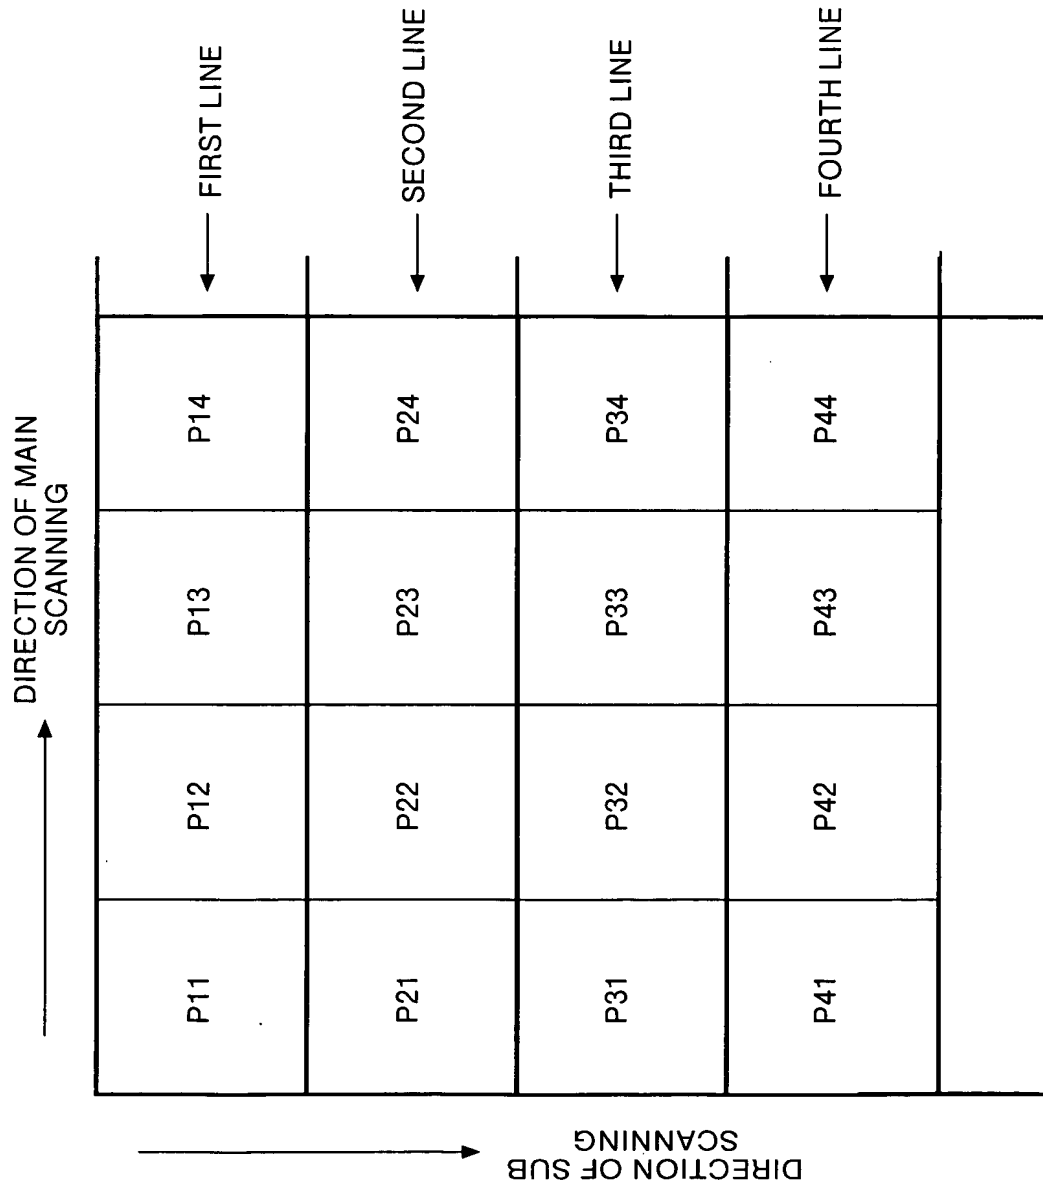 DIRECTION OF MAIN
SCANNING
P11 P12 P13 P14 FIRST LINE
P21 P22 P23 P24 SECOND LINE
P31 P32 P33 P34 THIRD LINE
P41 P42 P43 P44 FOURTH LINE
DIRECTION OF SUB
SCANNING